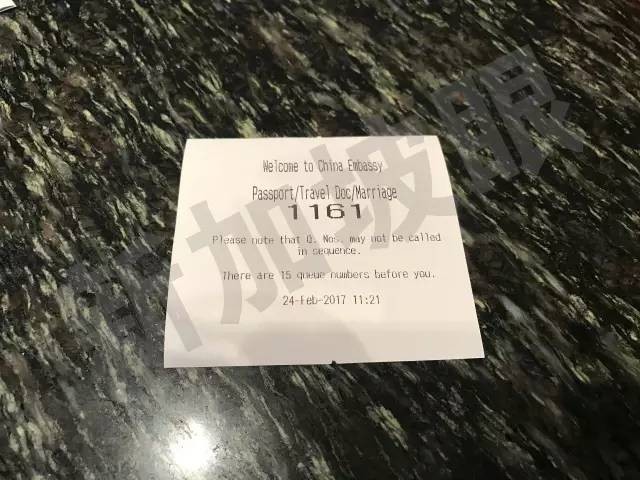 Welcome to China Embassy
Passport/Travel Doc/Marriage
1161
Please note that Q. Nos. may not be called
in sequence.
There are 15 queue numbers before you.
24-Feb-2017 11:21
新加坡眼